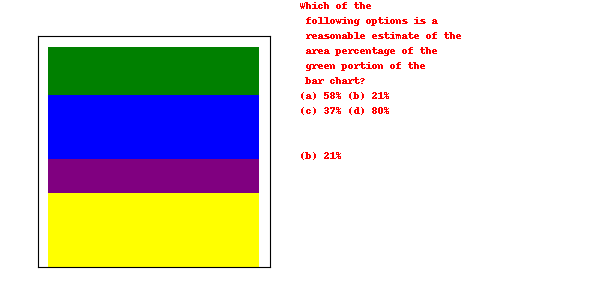 Which of the
following options is a
reasonable estimate of the
area percentage of the
green portion of the
bar chart?
(a) 58% (b) 21%
(c) 37% (d) 80%
(b) 21%